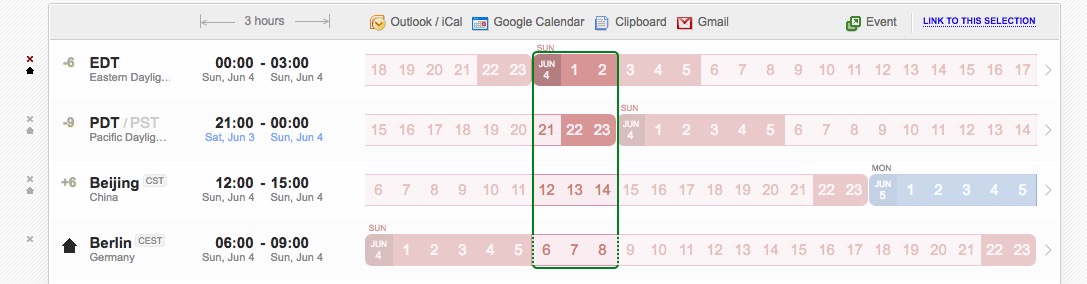 3 hours Outlook / iCal Google Calendar Clipboard Gmail Event LINK TO THIS SELECTION
SUN
-6 EDT 00:00 - 03:00 18 19 20 21 22 23 JUN 4 1 2 3 4 5 6 7 8 9 10 11 12 13 14 15 16 17
Eastern Daylig... Sun, Jun 4 Sun, Jun 4
SUN
-9 PDT / PST 21:00 - 00:00 15 16 17 18 19 20 21 22 23 JUN 4 1 2 3 4 5 6 7 8 9 10 11 12 13 14
Pacific Daylig... Sat, Jun 3 Sun, Jun 4
MON
+6 Beijing CST 12:00 - 15:00 6 7 8 9 10 11 12 13 14 15 16 17 18 19 20 21 22 23 JUN 5 1 2 3 4 5
China Sun, Jun 4 Sun, Jun 4
SUN
Berlin CEST 06:00 - 09:00 JUN 4 1 2 3 4 5 6 7 8 9 10 11 12 13 14 15 16 17 18 19 20 21 22 23
Germany Sun, Jun 4 Sun, Jun 4